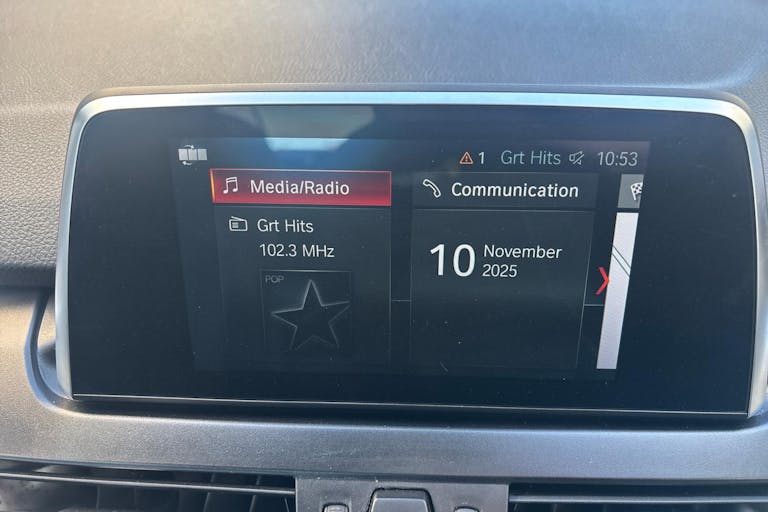 1 Grt Hits 10:53
Media/Radio
Communication
Grt Hits
102.3 MHz
POP
10 November
2025